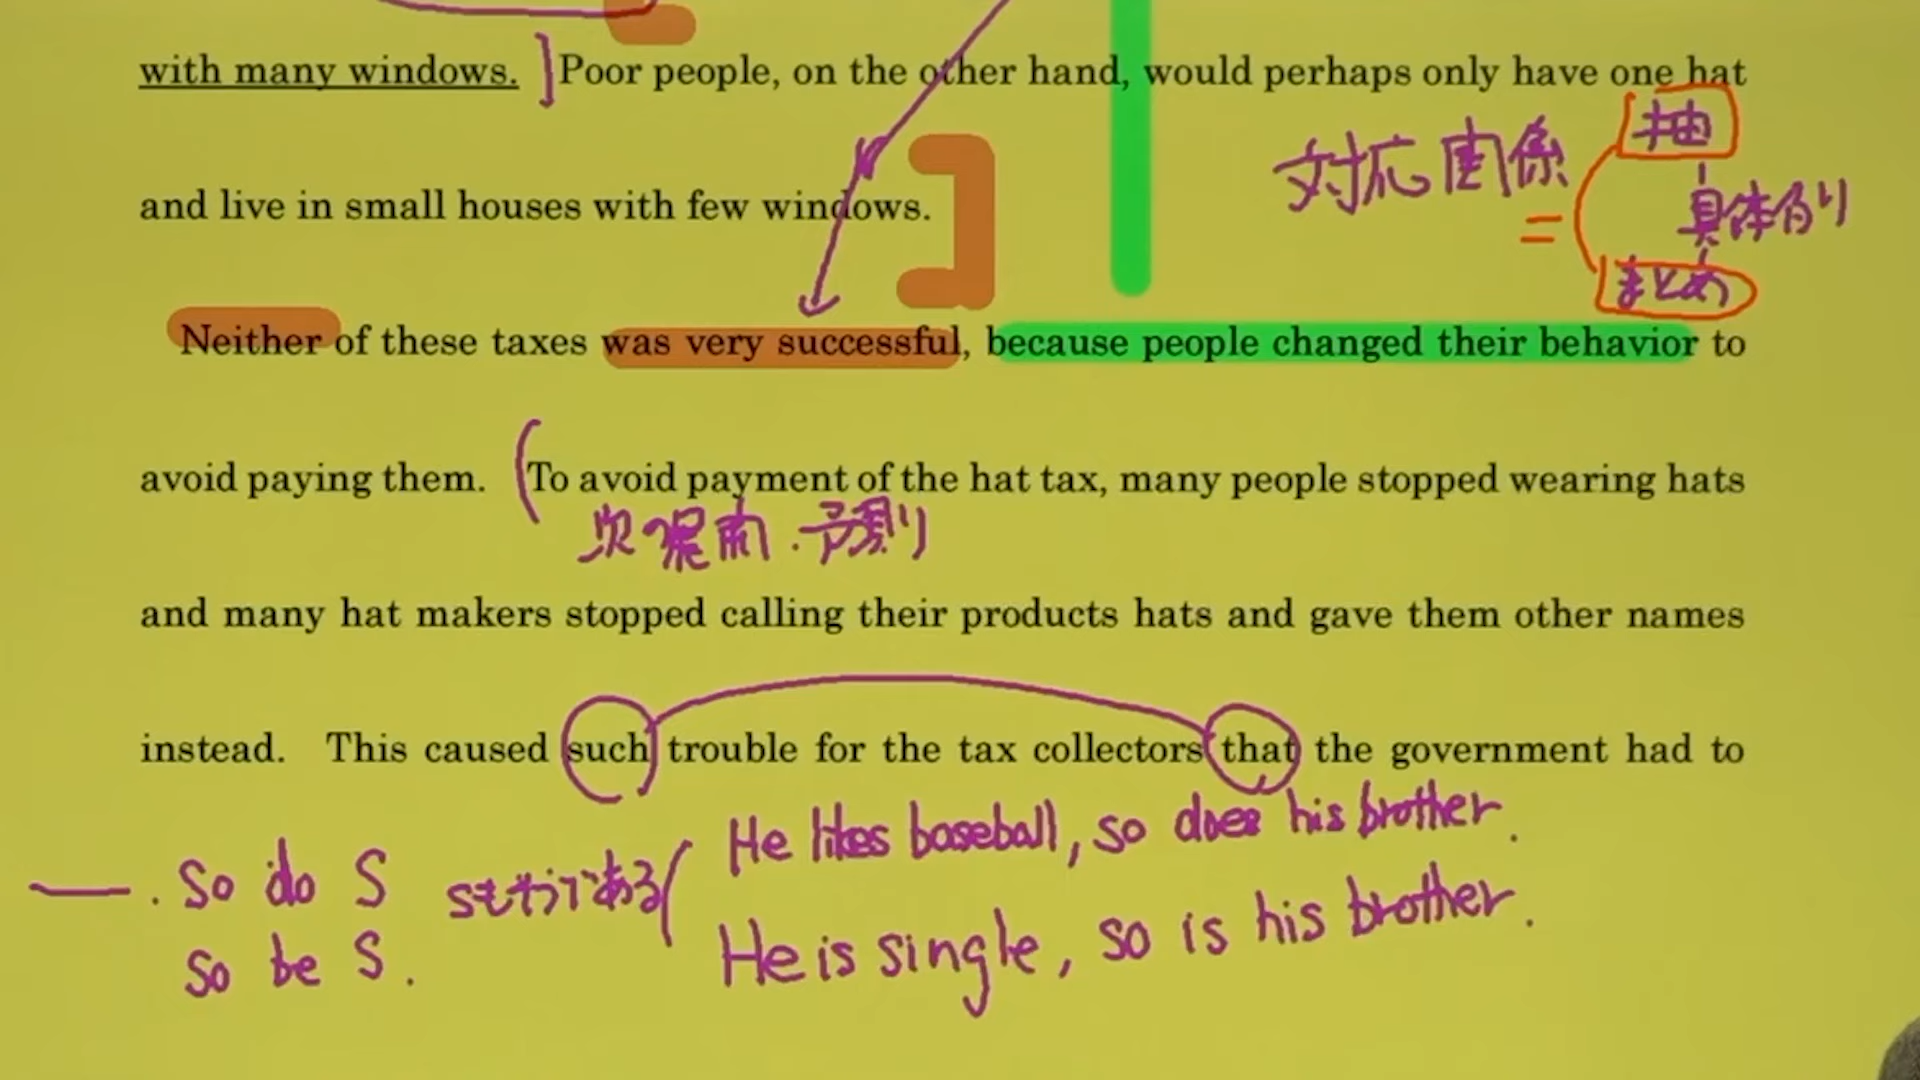 with many windows. ] Poor people, on the other hand, would perhaps only have one hat
対応関係
=
抽
具体例
まとめ
and live in small houses with few windows.
Neither of these taxes was very successful, because people changed their behavior to
avoid paying them. (To avoid payment of the hat tax, many people stopped wearing hats
次の展開・予測
and many hat makers stopped calling their products hats and gave them other names
instead. This caused such trouble for the tax collectors that the government had to
So do S
So be S.
Sもそうである(
He likes baseball, so does his brother.
He is single, so is his brother.